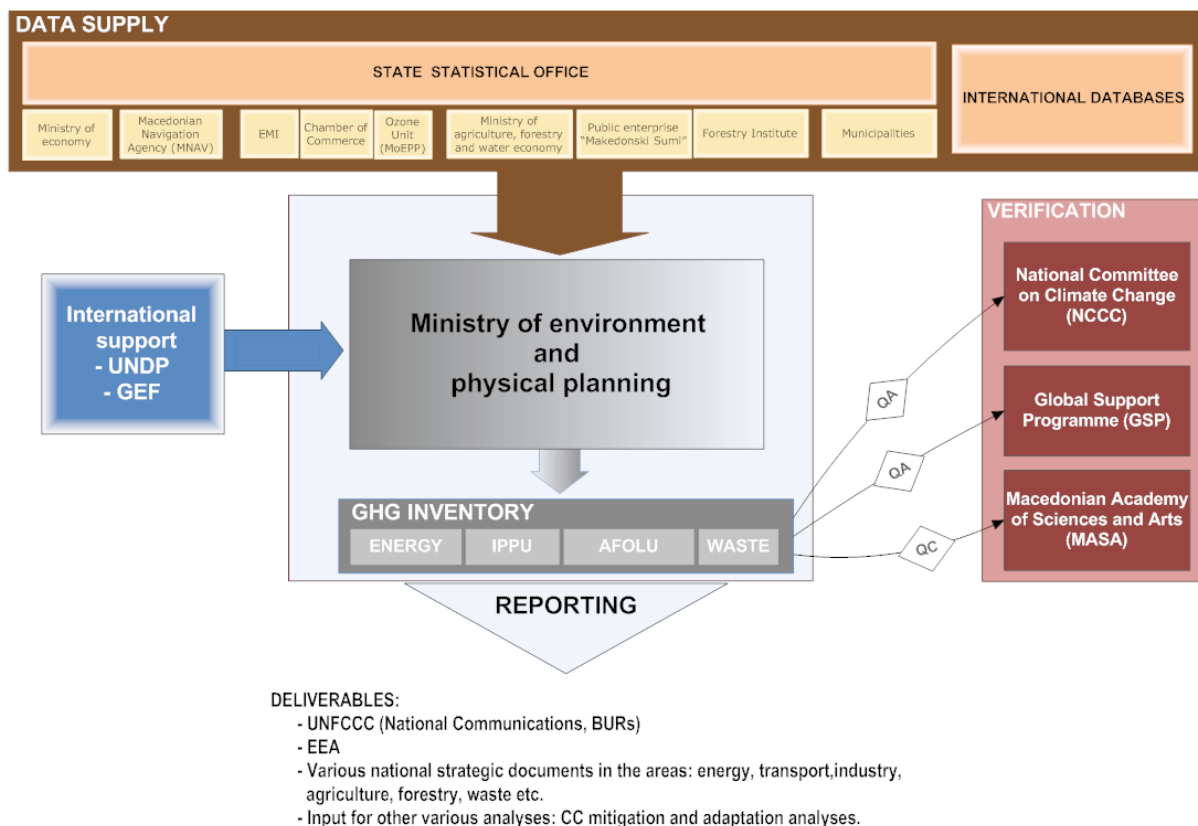 DATA SUPPLY
STATE STATISTICAL OFFICE
INTERNATIONAL DATABASES
Ministry of
economy
Macedonian
Navigation
Agency (MNAV)
EMI
Chamber of
Commerce
Ozone
Unit
(MoEPP)
Ministry of
agriculture, forestry
and water economy
Public enterprise
“Makedonski Sumi”
Forestry Institute
Municipalities
International
support
- UNDP
- GEF
Ministry of environment
and
physical planning
GHG INVENTORY
ENERGY
IPPU
AFOLU
WASTE
QA
QA
QC
VERIFICATION
National Committee
on Climate Change
(NCCC)
Global Support
Programme (GSP)
Macedonian Academy
of Sciences and Arts
(MASA)
REPORTING
DELIVERABLES:
- UNFCCC (National Communications, BURs)
- EEA
- Various national strategic documents in the areas: energy, transport,industry,
agriculture, forestry, waste etc.
- Input for other various analyses: CC mitigation and adaptation analyses.